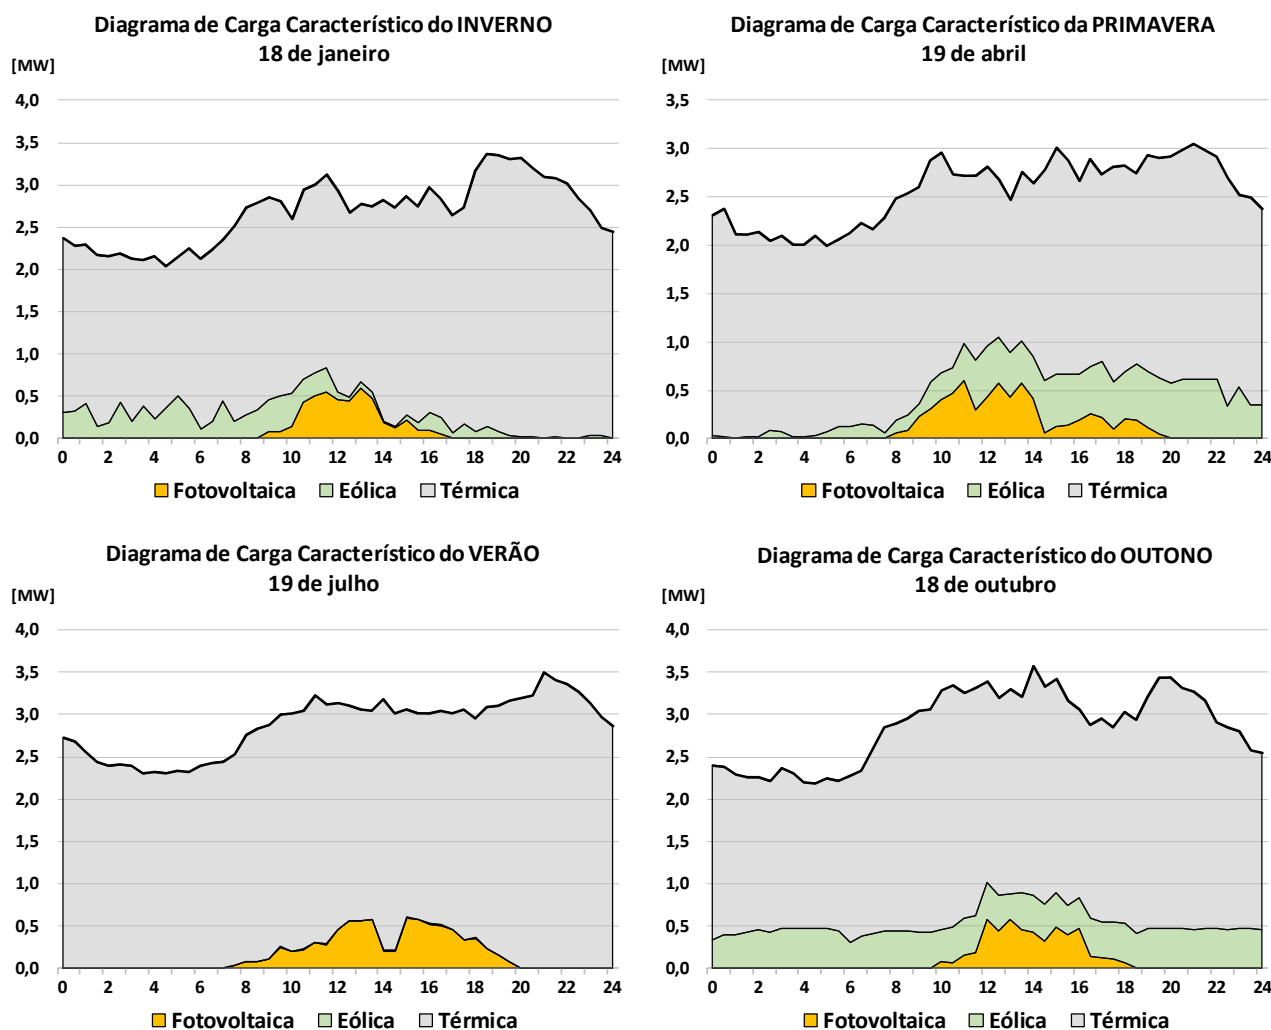 Diagrama de Carga Característico do INVERNO
18 de janeiro
[MW]
4,0
3,5
3,0
2,5
2,0
1,5
1,0
0,5
0,0
0 2 4 6 8 10 12 14 16 18 20 22 24
Fotovoltaica Eólica Térmica
Diagrama de Carga Característico da PRIMAVERA
19 de abril
[MW]
3,5
3,0
2,5
2,0
1,5
1,0
0,5
0,0
0 2 4 6 8 10 12 14 16 18 20 22 24
Fotovoltaica Eólica Térmica
Diagrama de Carga Característico do VERÃO
19 de julho
[MW]
4,0
3,5
3,0
2,5
2,0
1,5
1,0
0,5
0,0
0 2 4 6 8 10 12 14 16 18 20 22 24
Fotovoltaica Eólica Térmica
Diagrama de Carga Característico do OUTONO
18 de outubro
[MW]
4,0
3,5
3,0
2,5
2,0
1,5
1,0
0,5
0,0
0 2 4 6 8 10 12 14 16 18 20 22 24
Fotovoltaica Eólica Térmica